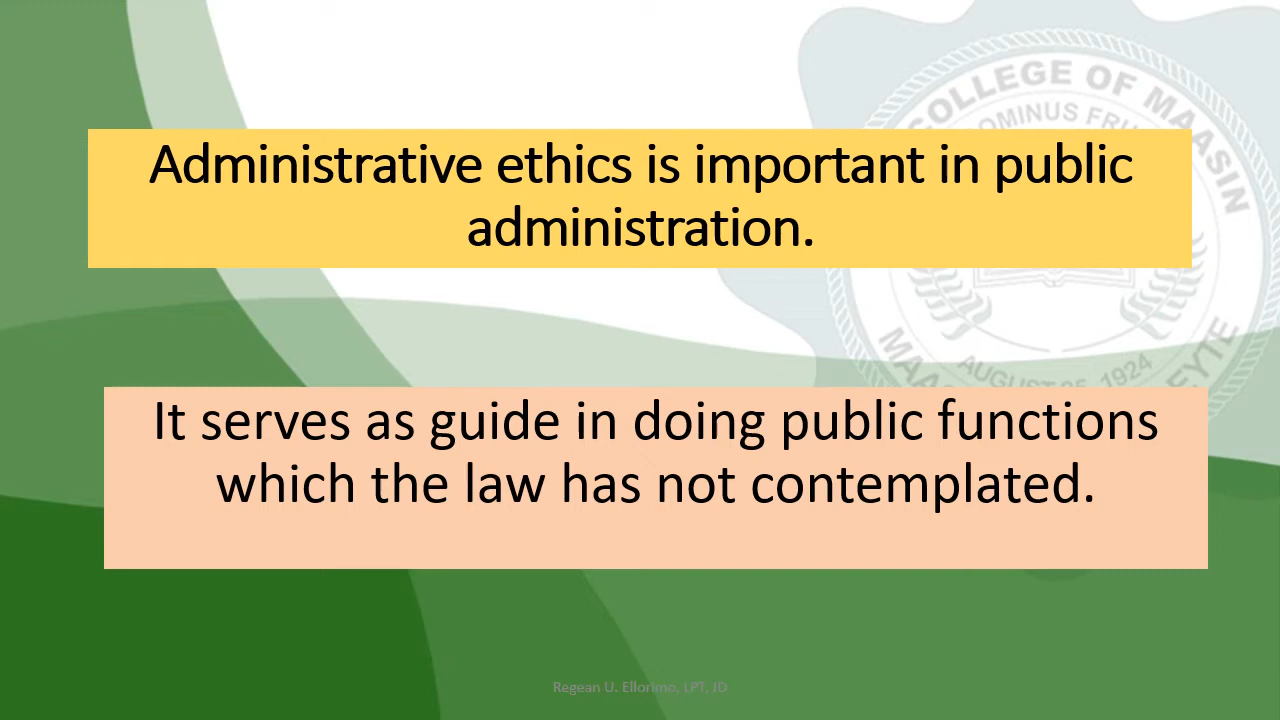 COLLEGE OF MAASIN
Administrative ethics is important in public
administration.
AUGUST 25, 1924
It serves as guide in doing public functions
which the law has not contemplated.
Regean U. Ellorimo, LPT, JD